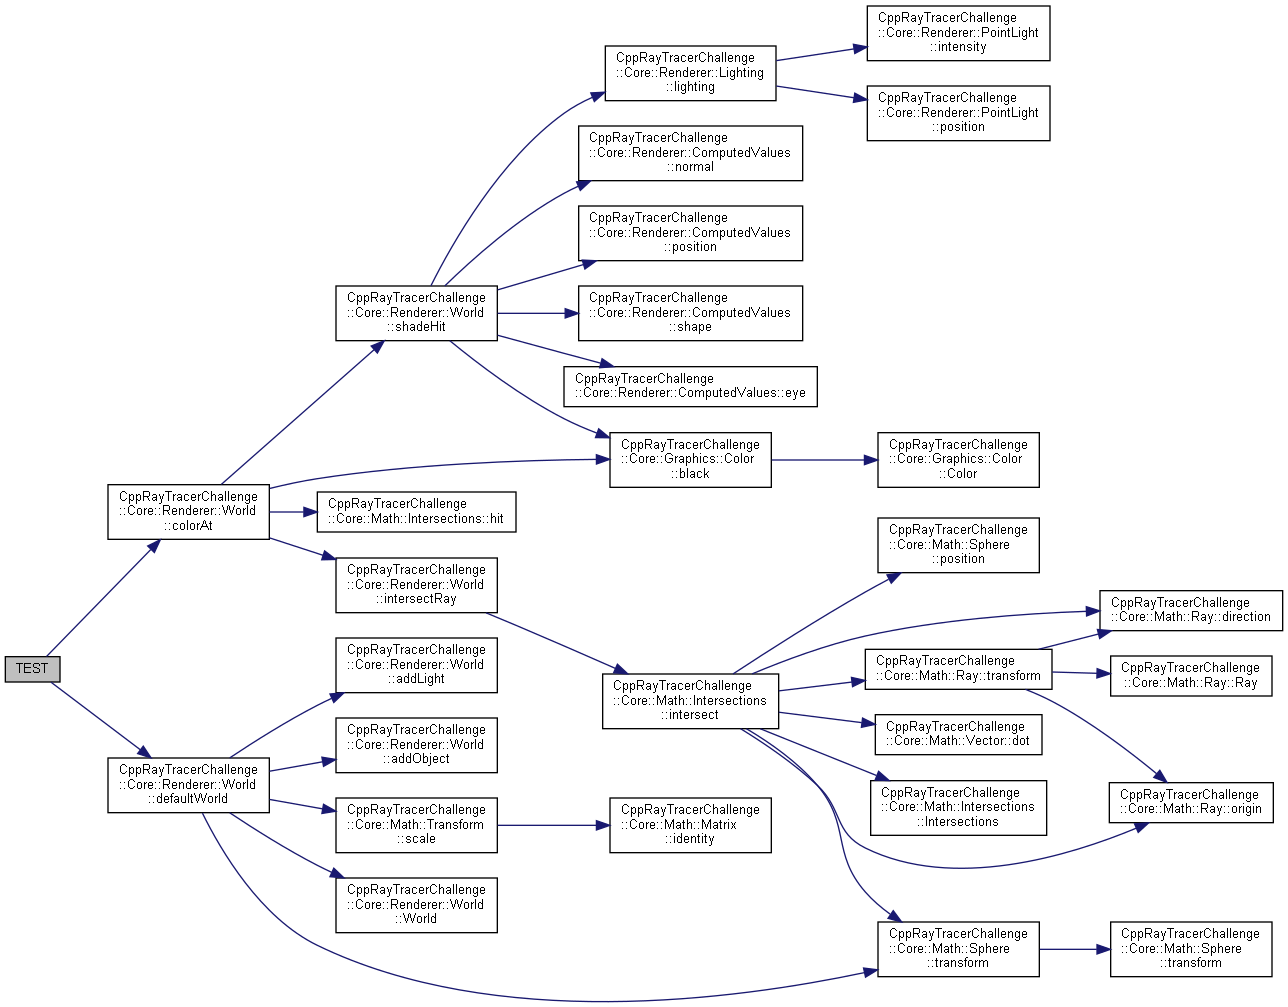 CppRayTracerChallenge
::Core::Renderer::PointLight
::intensity
CppRayTracerChallenge
::Core::Renderer::Lighting
::lighting
CppRayTracerChallenge
::Core::Renderer::PointLight
::position
CppRayTracerChallenge
::Core::Renderer::ComputedValues
::normal
CppRayTracerChallenge
::Core::Renderer::ComputedValues
::position
CppRayTracerChallenge
::Core::Renderer::World
::shadeHit
CppRayTracerChallenge
::Core::Renderer::ComputedValues
::shape
CppRayTracerChallenge
::Core::Renderer::ComputedValues::eye
CppRayTracerChallenge
::Core::Graphics::Color
::black
CppRayTracerChallenge
::Core::Graphics::Color
::Color
CppRayTracerChallenge
::Core::Renderer::World
::colorAt
CppRayTracerChallenge
::Core::Math::Intersections::hit
CppRayTracerChallenge
::Core::Math::Sphere
::position
CppRayTracerChallenge
::Core::Renderer::World
::intersectRay
CppRayTracerChallenge
::Core::Math::Ray::direction
TEST
CppRayTracerChallenge
::Core::Renderer::World
::addLight
CppRayTracerChallenge
::Core::Math::Intersections
::intersect
CppRayTracerChallenge
::Core::Math::Ray::transform
CppRayTracerChallenge
::Core::Math::Ray::Ray
CppRayTracerChallenge
::Core::Math::Vector::dot
CppRayTracerChallenge
::Core::Renderer::World
::addObject
CppRayTracerChallenge
::Core::Renderer::World
::defaultWorld
CppRayTracerChallenge
::Core::Math::Intersections
::Intersections
CppRayTracerChallenge
::Core::Math::Ray::origin
CppRayTracerChallenge
::Core::Math::Transform
::scale
CppRayTracerChallenge
::Core::Math::Matrix
::identity
CppRayTracerChallenge
::Core::Renderer::World
::World
CppRayTracerChallenge
::Core::Math::Sphere
::transform
CppRayTracerChallenge
::Core::Math::Sphere
::transform